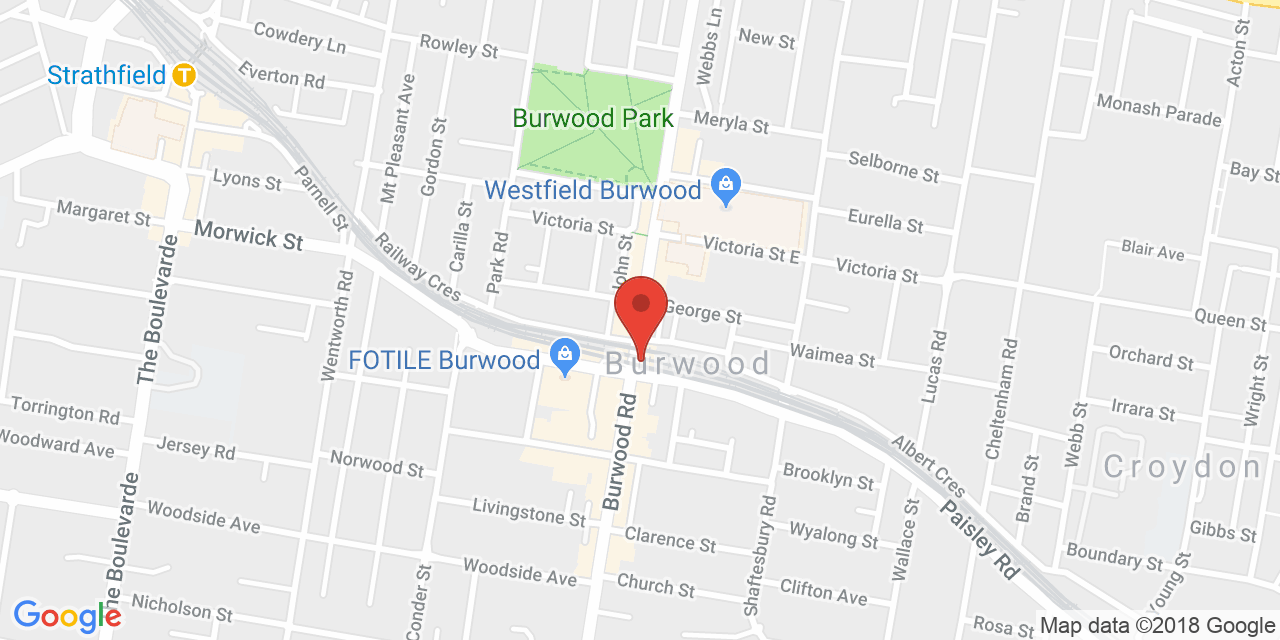 Cowdery Ln
Rowley St
Webbs Ln
New St
Acton St
Strathfield
T
Everton Rd
Mt Pleasant Ave
Gordon St
Burwood Park
Meryla St
Monash Parade
Selborne St
Bay St
Lyons St
Parnell St
Westfield Burwood
Margaret St
Morwick St
Railway Cres
Carilla St
Park Rd
Victoria St
John St
Victoria St E
Eurella St
Victoria St
Blair Ave
The Boulevarde
Wentworth Rd
George St
Queen St
FOTILE Burwood
Burwood
Waimea St
Lucas Rd
Cheltenham Rd
Orchard St
Wright St
Irrara St
Webb St
Torrington Rd
Woodward Ave
Jersey Rd
Norwood St
Burwood Rd
Albert Cres
Croydon
Brooklyn St
Brand St
The Boulevarde
Woodside Ave
Livingstone St
Clarence St
Shaftesbury Rd
Wyalong St
Wallace St
Paisley Rd
Gibbs St
Boundary St
Young St
Woodside Ave
Church St
Clifton Ave
Conder St
Nicholson St
Rosa St
Google
Map data ©2018 Google